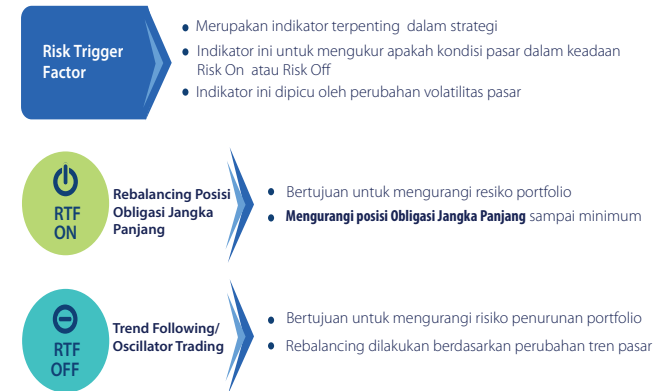 Risk Trigger
Factor
Merupakan indikator terpenting dalam strategi
Indikator ini untuk mengukur apakah kondisi pasar dalam keadaan
Risk On atau Risk Off
Indikator ini dipicu oleh perubahan volatilitas pasar
RTF
ON
Rebalancing Posisi
Obligasi Jangka
Panjang
Bertujuan untuk mengurangi resiko portfolio
Mengurangi posisi Obligasi Jangka Panjang sampai minimum
RTF
OFF
Trend Following/
Oscillator Trading
Bertujuan untuk mengurangi risiko penurunan portfolio
Rebalancing dilakukan berdasarkan perubahan tren pasar